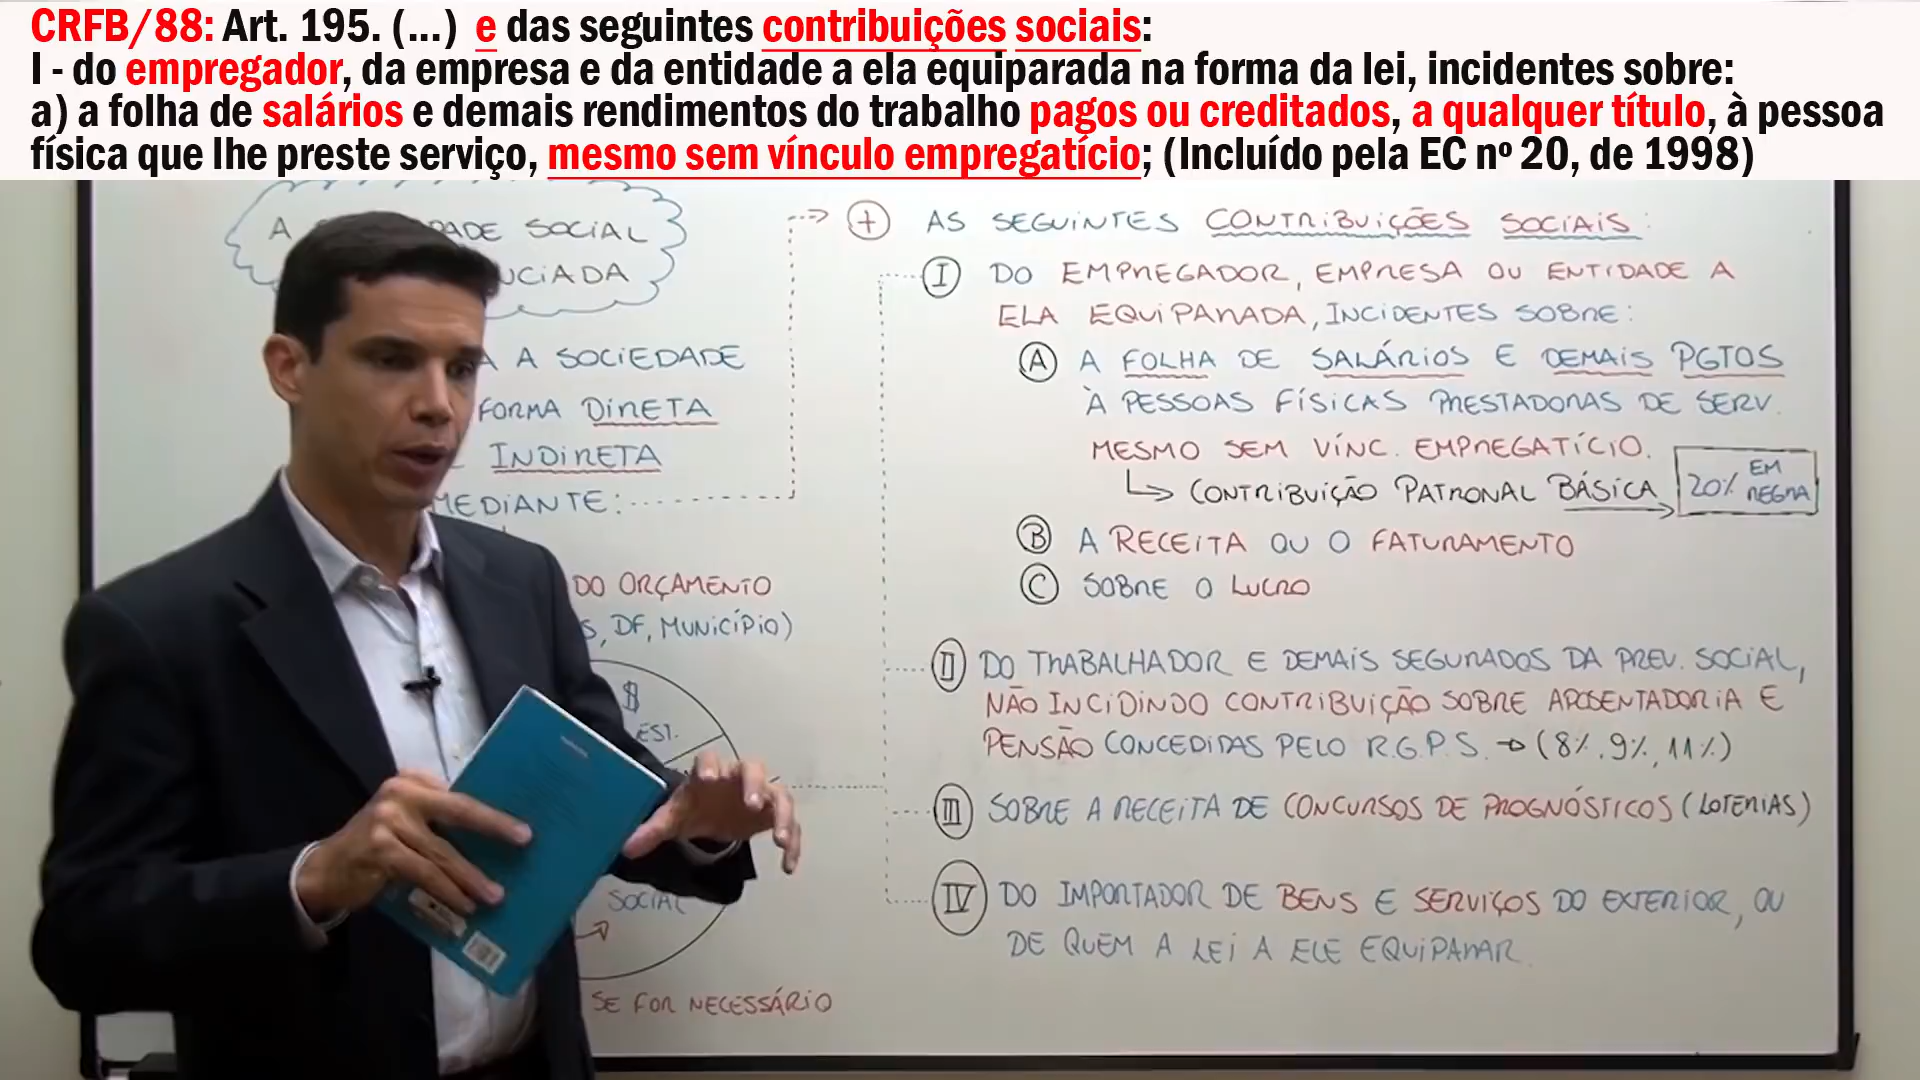 CRFB/88: Art. 195. (...) e das seguintes contribuições sociais:
I - do empregador, da empresa e da entidade a ela equiparada na forma da lei, incidentes sobre:
a) a folha de salários e demais rendimentos do trabalho pagos ou creditados, a qualquer título, à pessoa
física que lhe preste serviço, mesmo sem vínculo empregatício; (Incluído pela EC nº 20, de 1998)
A SOCIAL
A A SOCIEDADE
FORMA DIRETA
INDIRETA
MEDIANTE:
DO ORÇAMENTO
DF, MUNICÍPIO)
$
EST.
SOCIAL
SE FOR NECESSÁRIO
+ AS SEGUINTES CONTRIBUIÇÕES SOCIAIS:
I DO EMPREGADOR, EMPRESA OU ENTIDADE A
ELA EQUIPARADA, INCIDENTES SOBRE:
A A FOLHA DE SALÁRIOS E DEMAIS PGTOS
À PESSOAS FÍSICAS PRESTADORAS DE SERV.
MESMO SEM VÍNC. EMPREGATÍCIO.
CONTRIBUIÇÃO PATRONAL BÁSICA
20% EM
REGRA
B A RECEITA OU O FATURAMENTO
C SOBRE O LUCRO
II DO TRABALHADOR E DEMAIS SEGURADOS DA PREV. SOCIAL,
NÃO INCIDINDO CONTRIBUIÇÃO SOBRE APOSENTADORIA E
PENSÃO CONCEDIDAS PELO R.G.P.S. → (8%, 9%, 11%)
III SOBRE A RECEITA DE CONCURSOS DE PROGNÓSTICOS (LOTERIAS)
IV DO IMPORTADOR DE BENS E SERVIÇOS DO EXTERIOR, OU
DE QUEM A LEI A ELE EQUIPARAR.